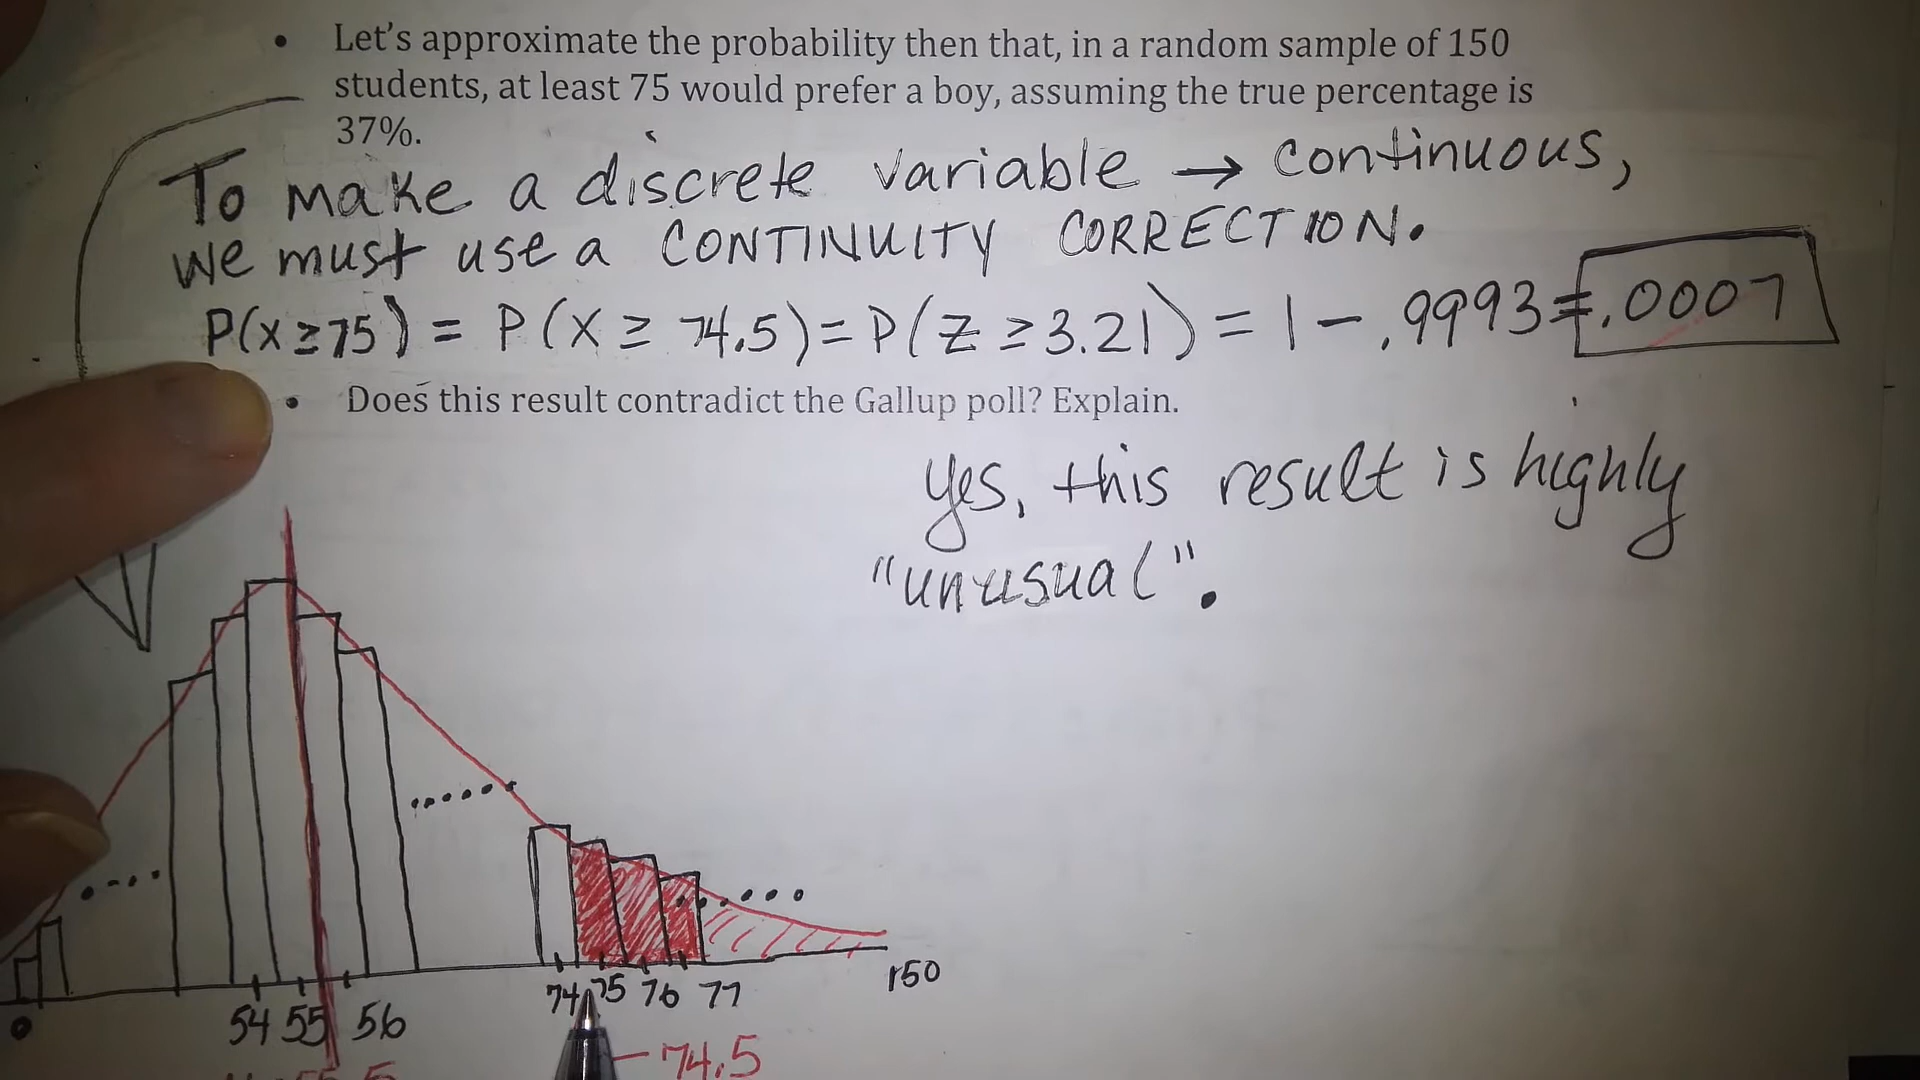 • Let's approximate the probability then that, in a random sample of 150
students, at least 75 would prefer a boy, assuming the true percentage is
37%.
To make a discrete variable → continuous,
we must use a CONTINUITY CORRECTION.
P(X≥75) = P(X ≥ 74.5) = P(Z ≥ 3.21) = 1 - .9993 = .0007
• Does this result contradict the Gallup poll? Explain.
yes, this result is highly
"unusual".
0 54 55 56 74 75 76 77 150
74.5